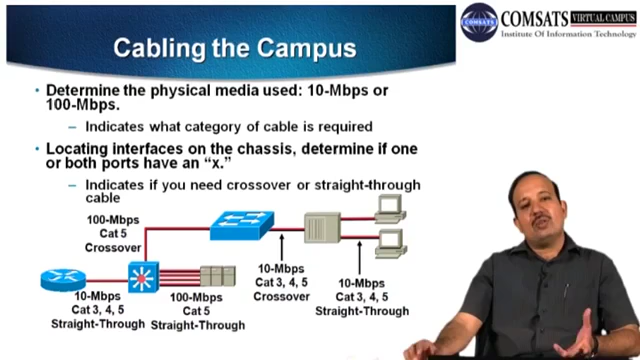 Cabling the Campus
COMSATS
VIRTUAL CAMPUS
Institute Of Information Technology
COMSATS
• Determine the physical media used: 10-Mbps or
100-Mbps.
– Indicates what category of cable is required
• Locating interfaces on the chassis, determine if one
or both ports have an “x.”
– Indicates if you need crossover or straight-through
cable
100-Mbps
Cat 5
Crossover
10-Mbps
Cat 3, 4, 5
Straight-Through
100-Mbps
Cat 5
Straight-Through
10-Mbps
Cat 3, 4, 5
Crossover
10-Mbps
Cat 3, 4, 5
Straight-Through